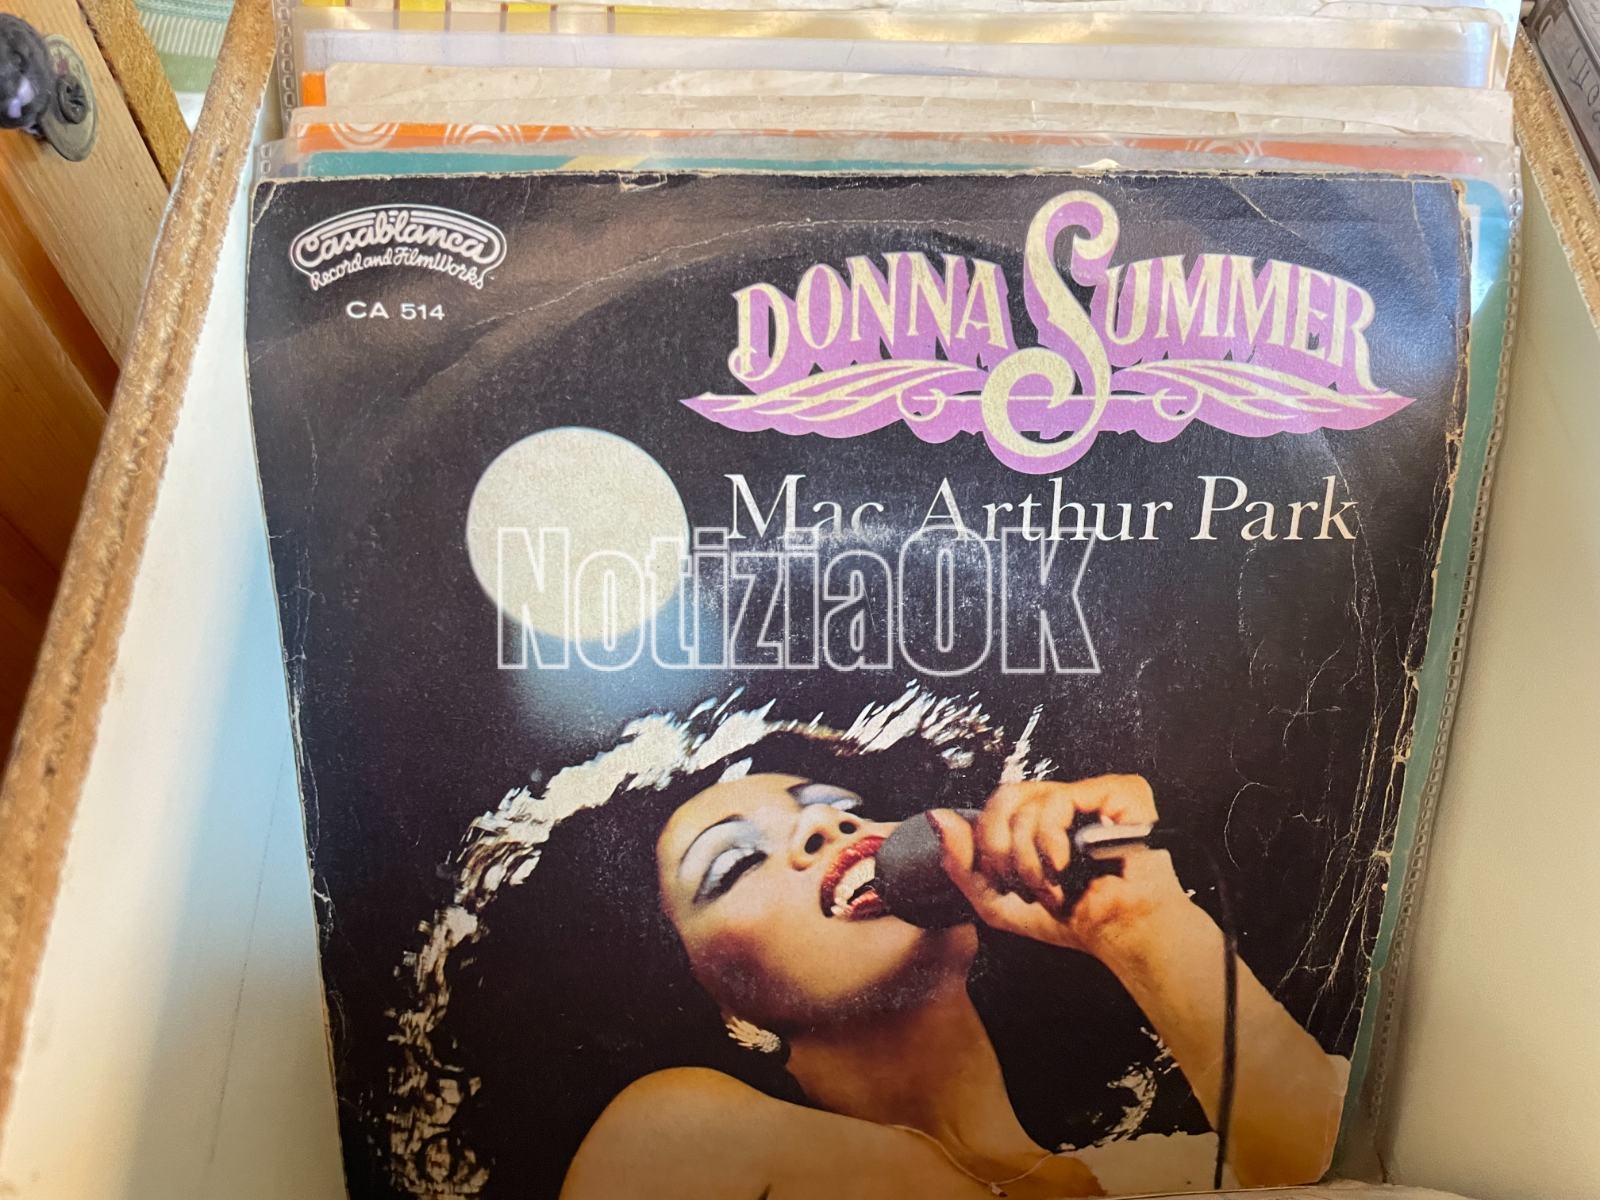 Casablanca
Record and FilmWorks
CA 514
DONNA SUMMER
Mac Arthur Park
NotiziaOK